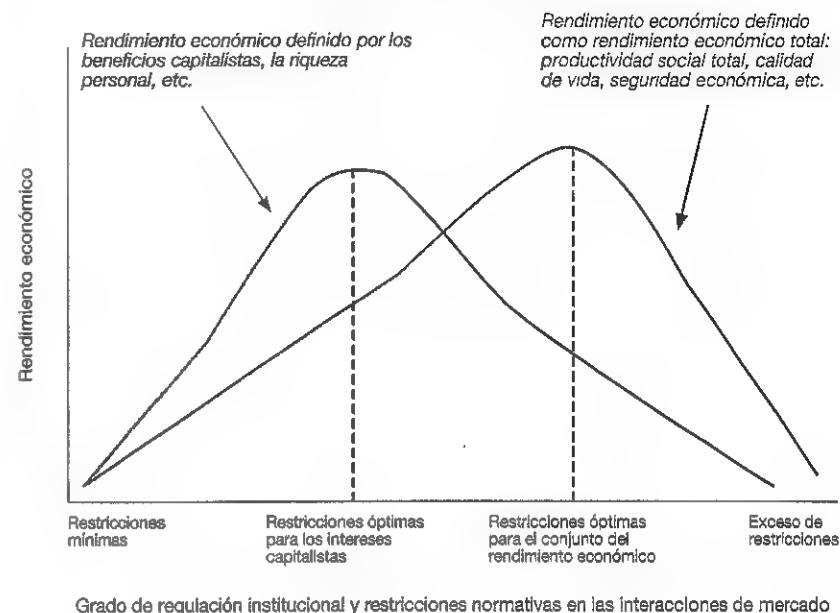 Rendimiento económico definido por los
beneficios capitalistas, la riqueza
personal, etc.
Rendimiento económico definido
como rendimiento económico total:
productividad social total, calidad
de vida, seguridad económica, etc.
Rendimiento económico
Restricciones
mínimas
Restricciones óptimas
para los intereses
capitalistas
Restricciones óptimas
para el conjunto del
rendimiento económico
Exceso de
restricciones
Grado de regulación institucional y restricciones normativas en las interacciones de mercado